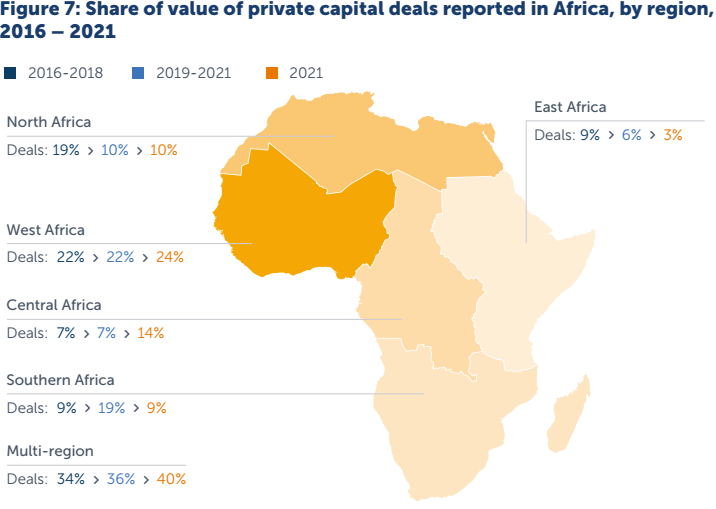 Figure 7: Share of value of private capital deals reported in Africa, by region,
2016 – 2021
2016-2018 2019-2021 2021
North Africa
Deals: 19% > 10% > 10%
East Africa
Deals: 9% > 6% > 3%
West Africa
Deals: 22% > 22% > 24%
Central Africa
Deals: 7% > 7% > 14%
Southern Africa
Deals: 9% > 19% > 9%
Multi-region
Deals: 34% > 36% > 40%